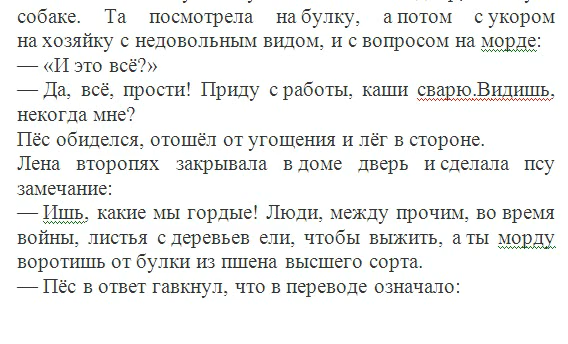 собаке. Та посмотрела на булку, а потом с укором
на хозяйку с недовольным видом, и с вопросом на морде:
— «И это всё?»
— Да, всё, прости! Приду с работы, каши сварю.Видишь,
некогда мне?
Пёс обиделся, отошёл от угощения и лёг в стороне.
Лена второпях закрывала в доме дверь и сделала псу
замечание:
— Ишь, какие мы гордые! Люди, между прочим, во время
войны, листья с деревьев ели, чтобы выжить, а ты морду
воротишь от булки из пшена высшего сорта.
— Пёс в ответ гавкнул, что в переводе означало: